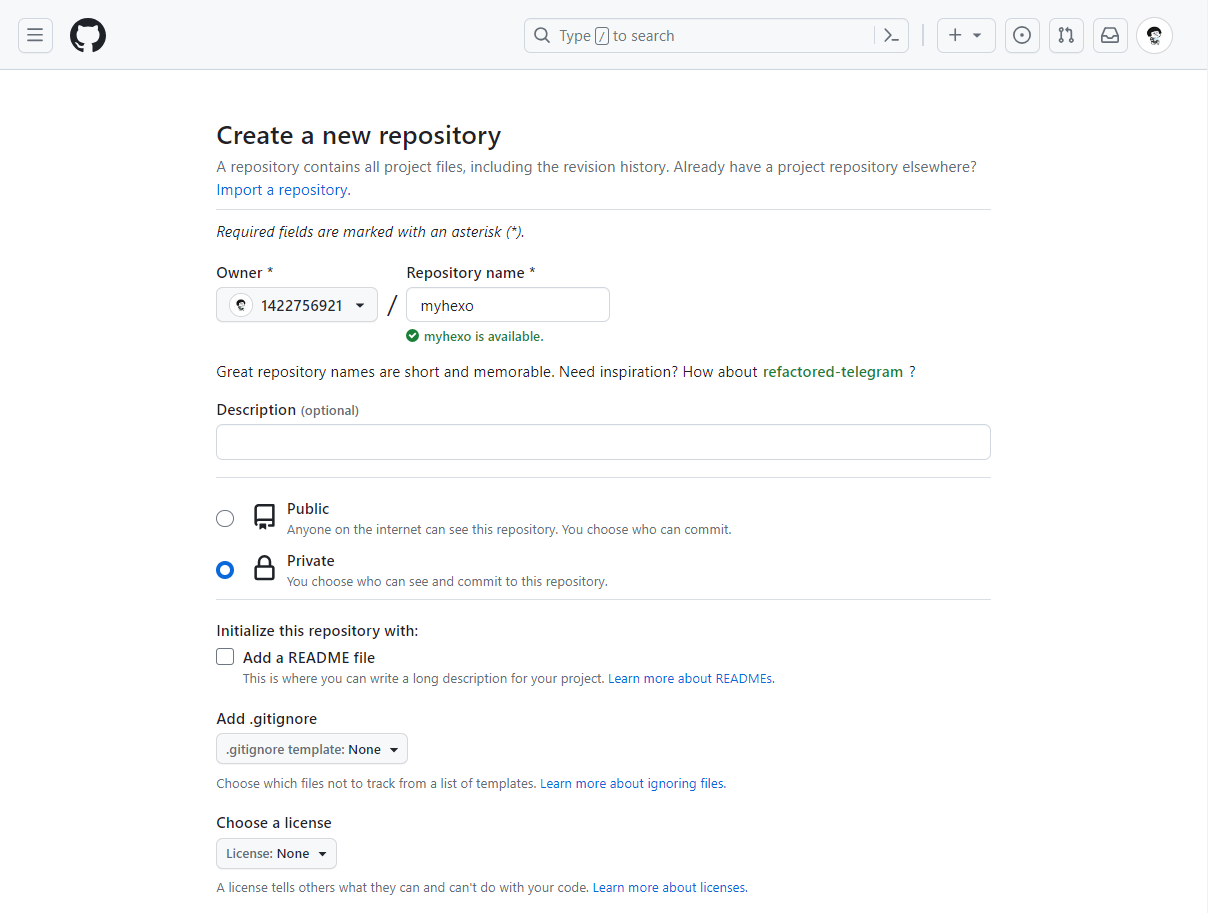 Type / to search
Create a new repository
A repository contains all project files, including the revision history. Already have a project repository elsewhere?
Import a repository.
Required fields are marked with an asterisk (*).
Owner * Repository name *
1422756921 / myhexo
myhexo is available.
Great repository names are short and memorable. Need inspiration? How about refactored-telegram ?
Description (optional)
Public
Anyone on the internet can see this repository. You choose who can commit.
Private
You choose who can see and commit to this repository.
Initialize this repository with:
Add a README file
This is where you can write a long description for your project. Learn more about READMEs.
Add .gitignore
.gitignore template: None
Choose which files not to track from a list of templates. Learn more about ignoring files.
Choose a license
License: None
A license tells others what they can and can't do with your code. Learn more about licenses.